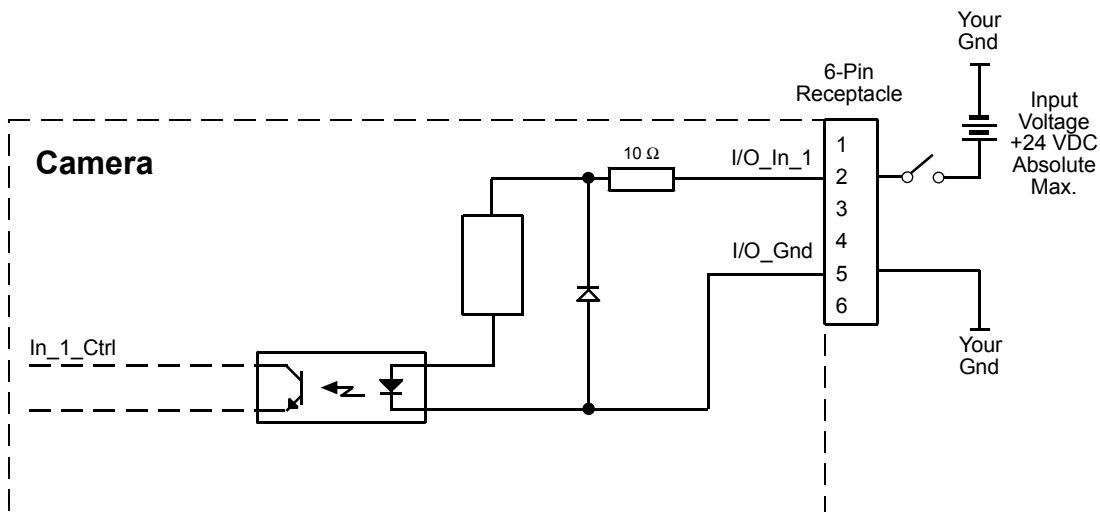 Your
Gnd
6-Pin
Receptacle
Input
Voltage
+24 VDC
Absolute
Max.
Camera
10 Ω
I/O_In_1
1
2
3
4
5
6
I/O_Gnd
In_1_Ctrl
Your
Gnd